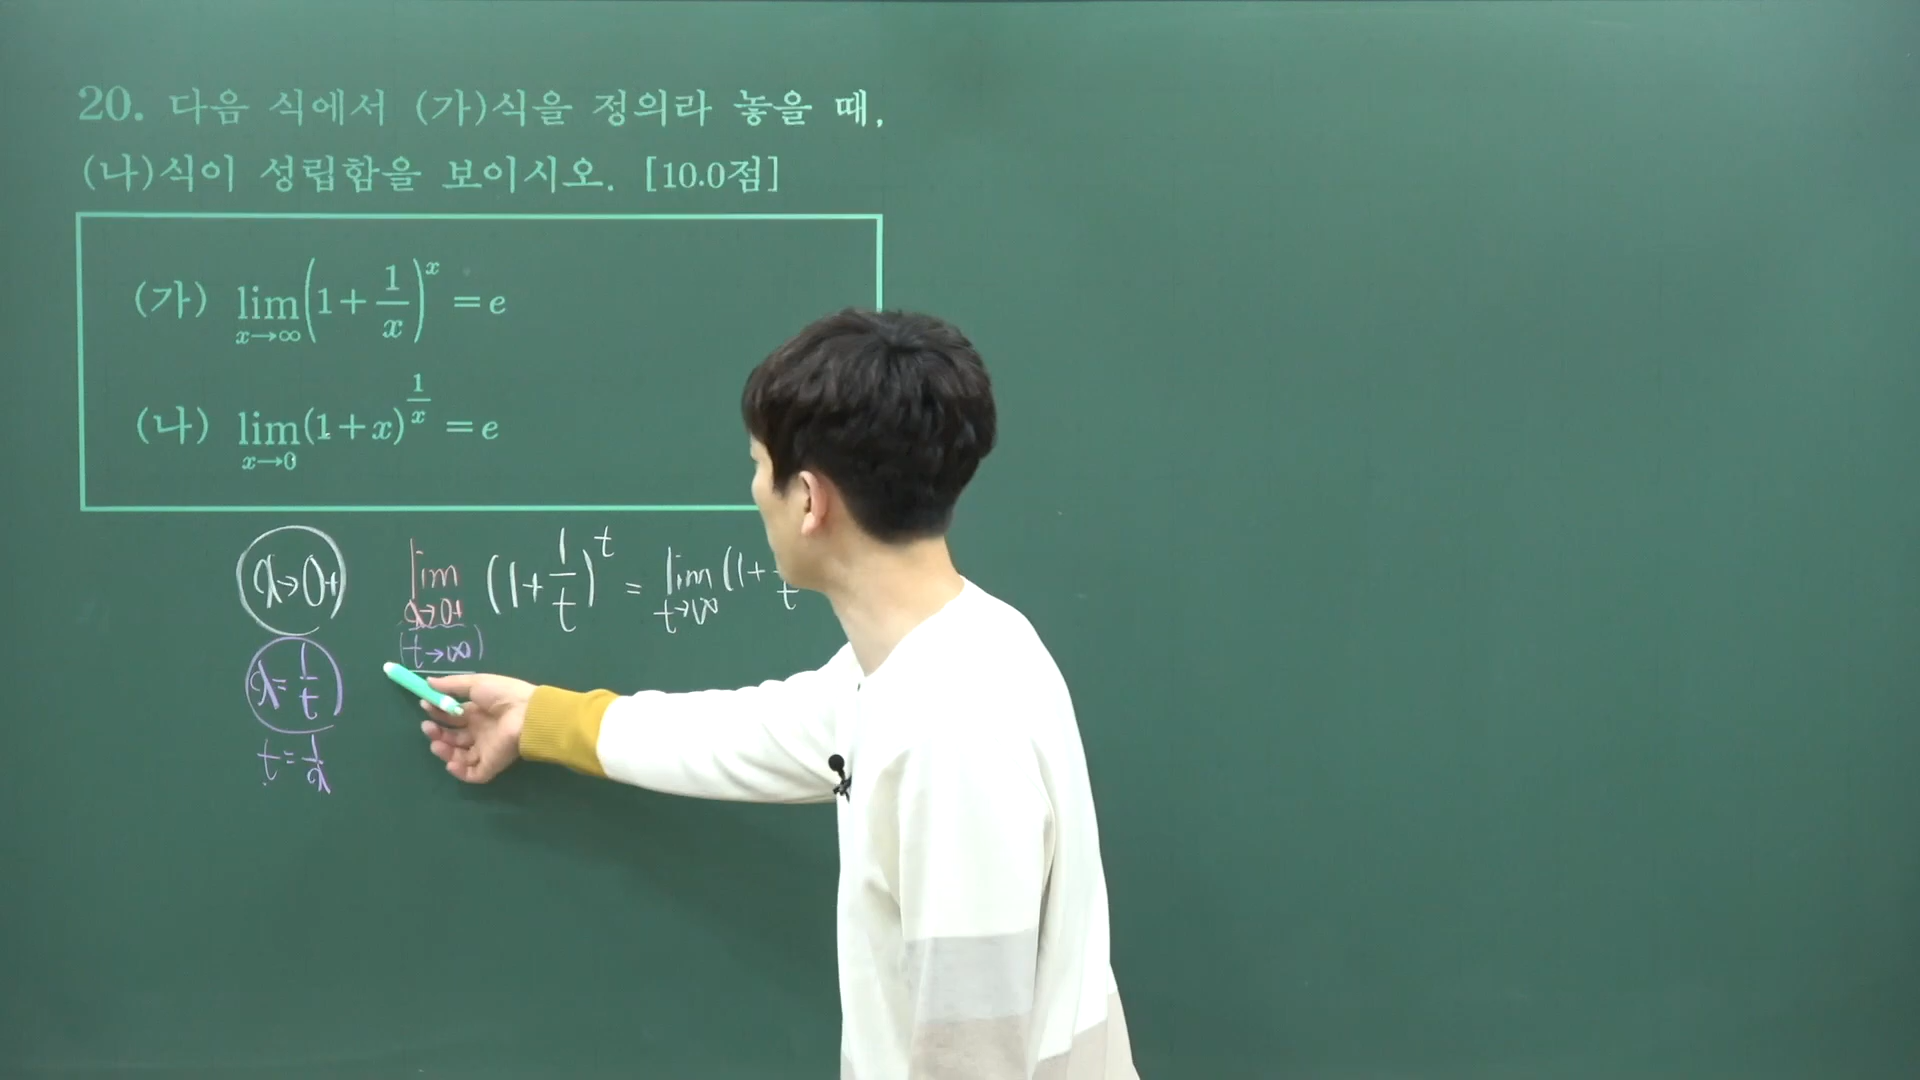 20. 다음 식에서 (가)식을 정의라 놓을 때,
(나)식이 성립함을 보이시오. [10.0점]
(가) lim x→∞ (1+1/x)^x =e
(나) lim x→0 (1+x)^(1/x) =e
x→0+ lim x→0+ (1+1/t)^t = lim t→∞ (1+ t
(t→∞)
x=1/t
t=1/x